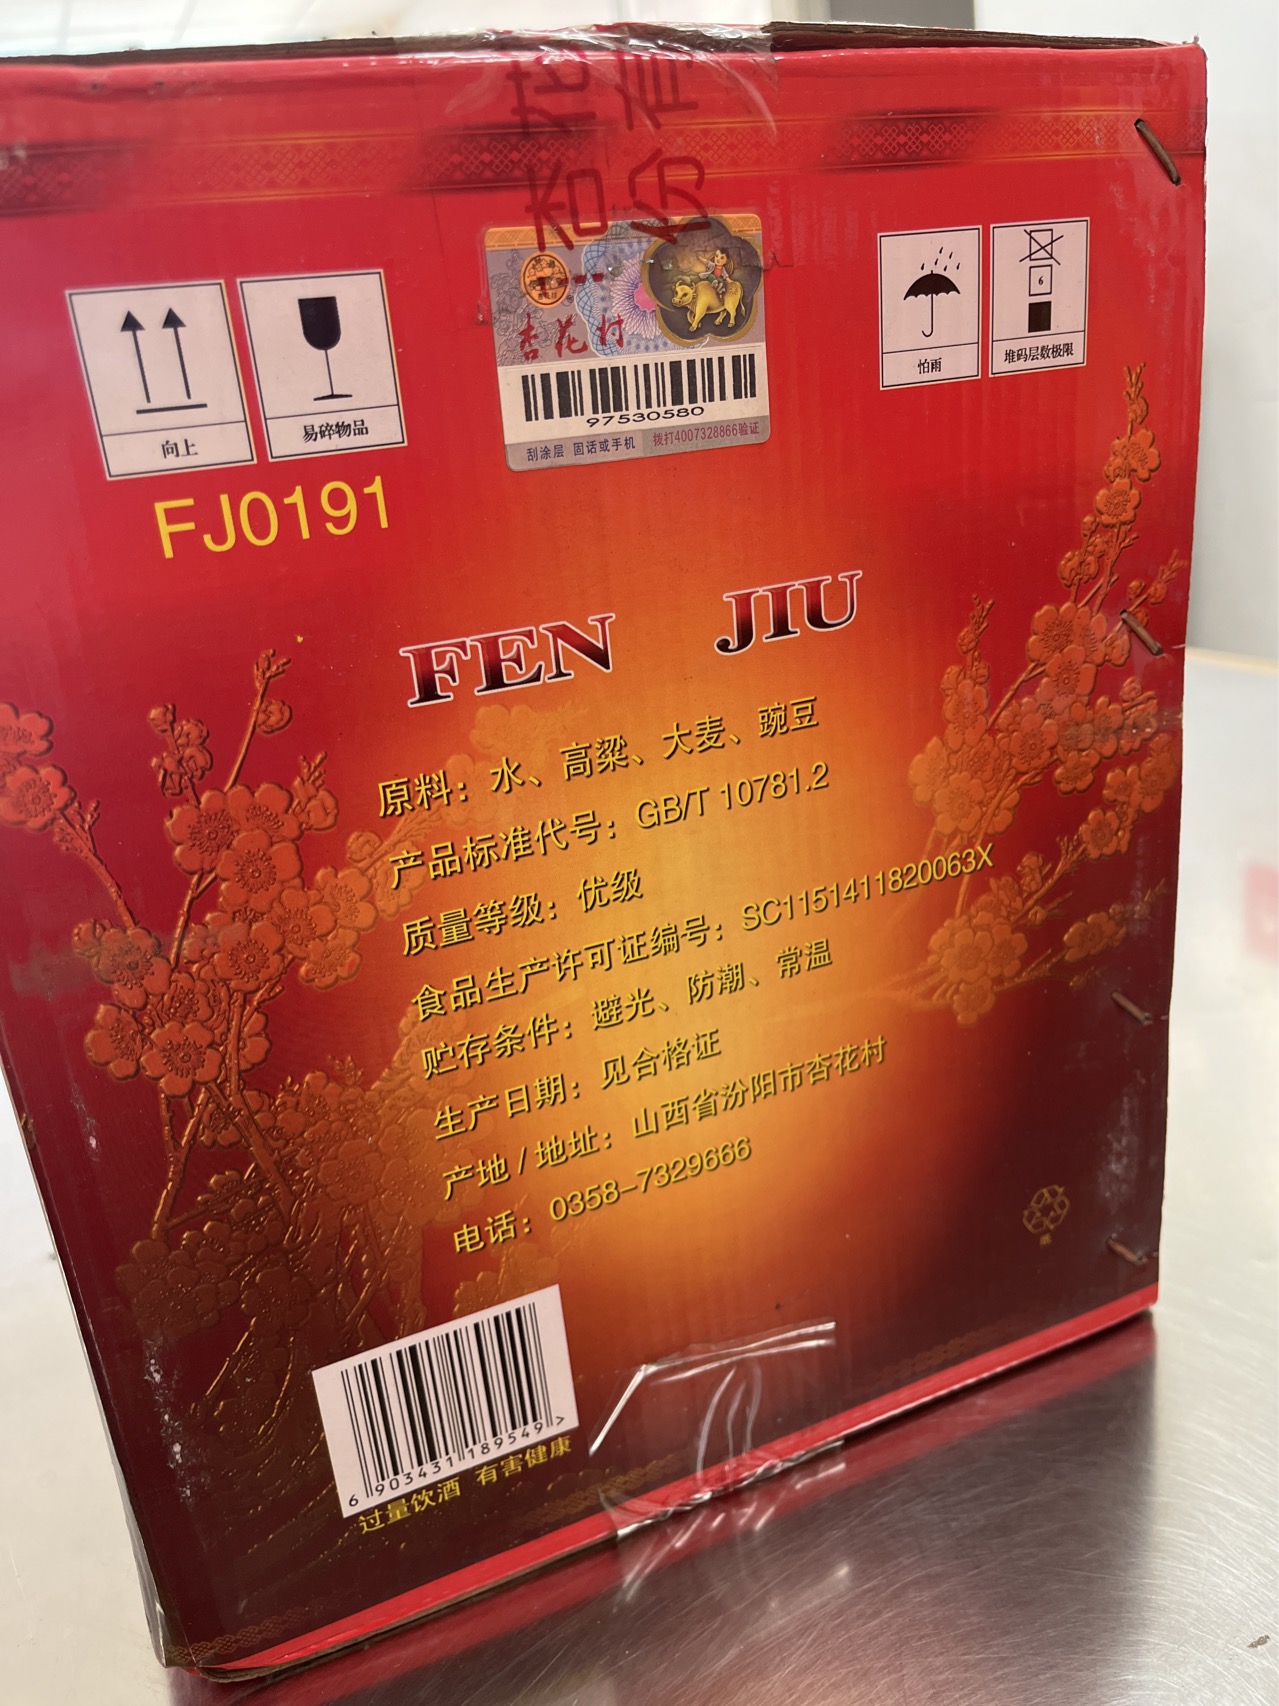 向上
易碎物品
杏花村
97530580
刮涂层 固话或手机 拨打4007328866验证
怕雨
6
堆码层数极限
FJ0191
FEN JIU
原料：水、高粱、大麦、豌豆
产品标准代号：GB/T 10781.2
质量等级：优级
食品生产许可证编号：SC1151411820063X
贮存条件：避光、防潮、常温
生产日期：见合格证
产地/地址：山西省汾阳市杏花村
电话：0358-7329666
6 903431 189549 >
过量饮酒 有害健康